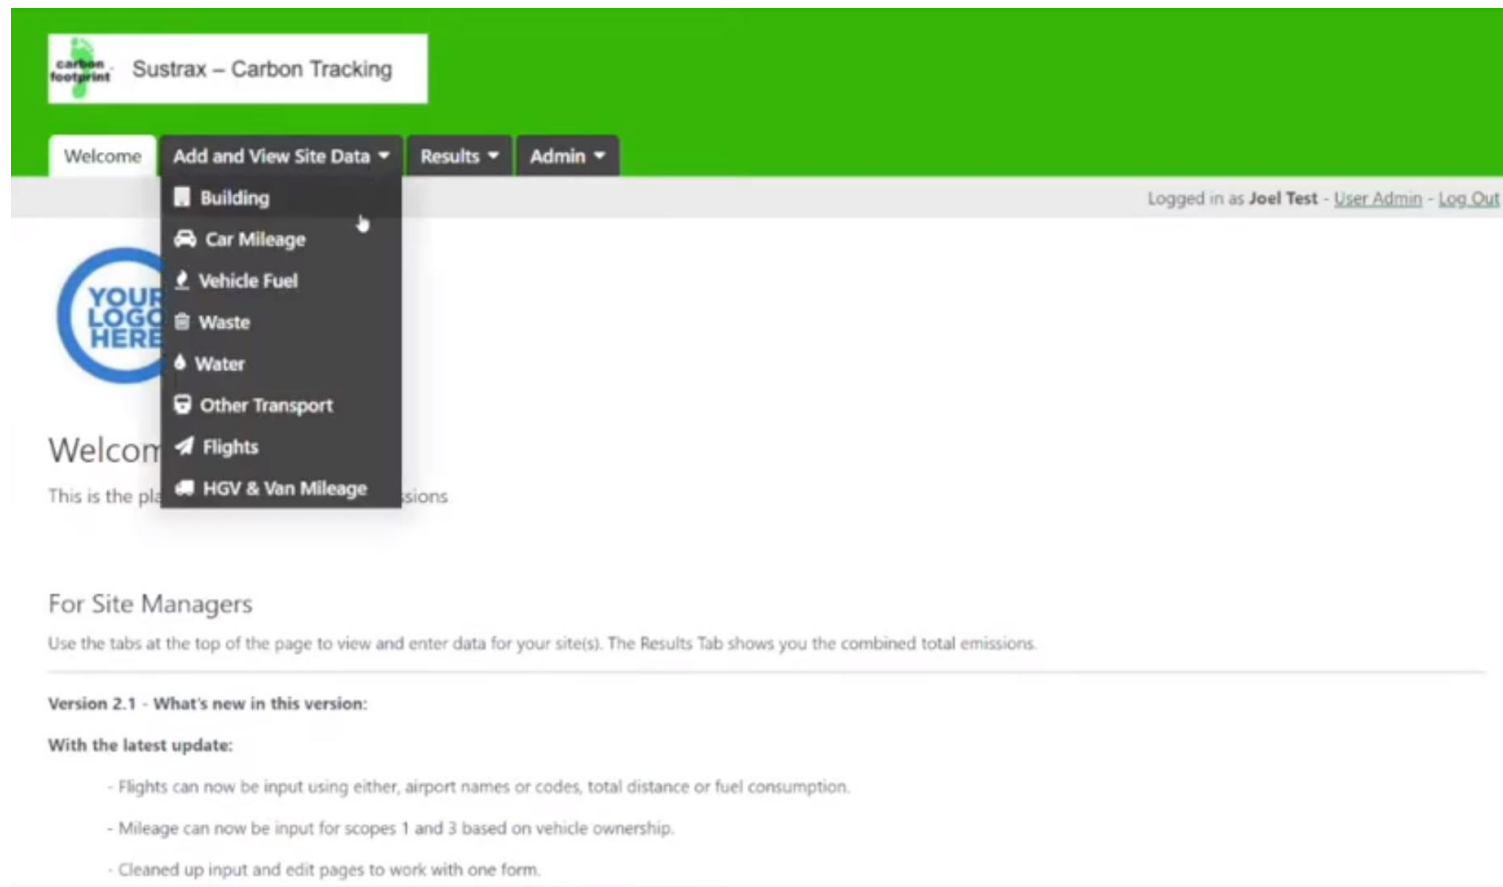 carbon
footprint
Sustrax – Carbon Tracking
Welcome
Add and View Site Data
Results
Admin
Logged in as Joel Test - User Admin - Log Out
Building
Car Mileage
Vehicle Fuel
Waste
Water
Other Transport
Flights
HGV & Van Mileage
YOUR
LOGO
HERE
Welcom
This is the pla
ssions
For Site Managers
Use the tabs at the top of the page to view and enter data for your site(s). The Results Tab shows you the combined total emissions.
Version 2.1 - What's new in this version:
With the latest update:
- Flights can now be input using either, airport names or codes, total distance or fuel consumption.
- Mileage can now be input for scopes 1 and 3 based on vehicle ownership.
- Cleaned up input and edit pages to work with one form.